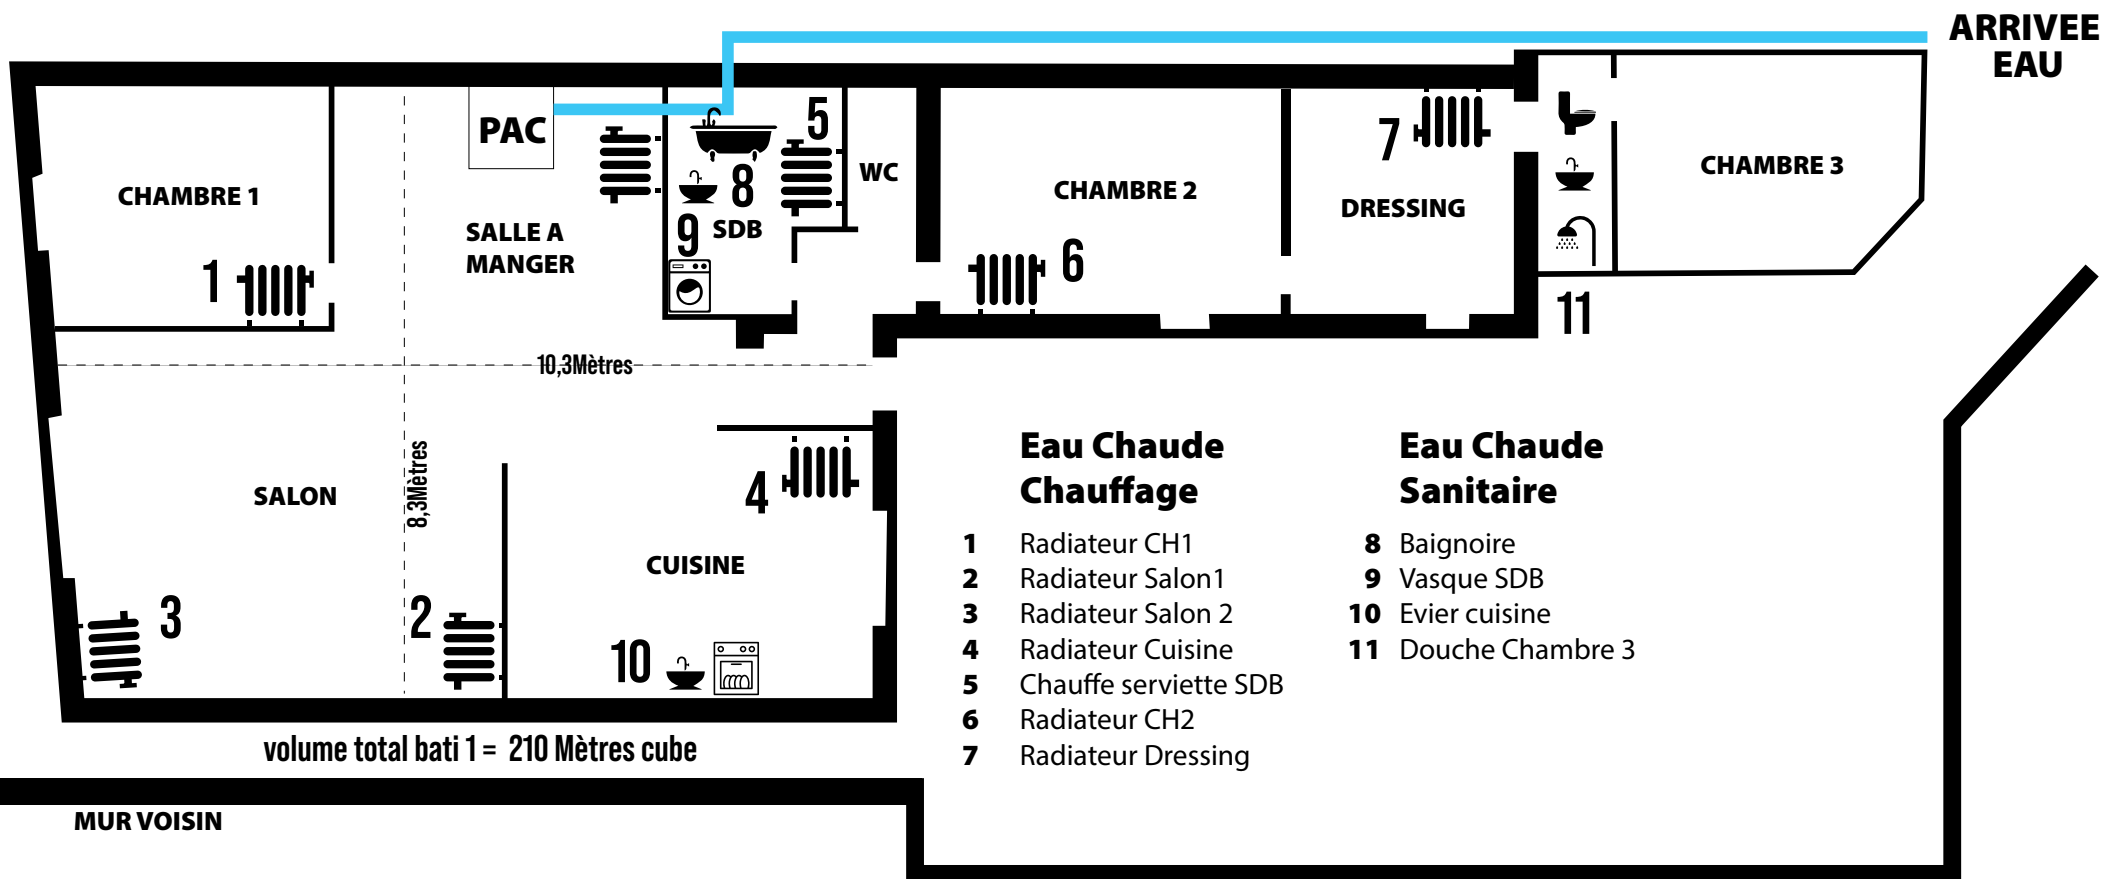 ARRIVEE
EAU
PAC
5
7
CHAMBRE 1
8
WC
CHAMBRE 2
CHAMBRE 3
DRESSING
SALLE A
MANGER
9
SDB
1
6
11
10,3Mètres
8,3Mètres
SALON
4
CUISINE
3
2
10
Eau Chaude
Chauffage
1 Radiateur CH1
2 Radiateur Salon1
3 Radiateur Salon 2
4 Radiateur Cuisine
5 Chauffe serviette SDB
6 Radiateur CH2
7 Radiateur Dressing
Eau Chaude
Sanitaire
8 Baignoire
9 Vasque SDB
10 Evier cuisine
11 Douche Chambre 3
volume total bati 1 = 210 Mètres cube
MUR VOISIN